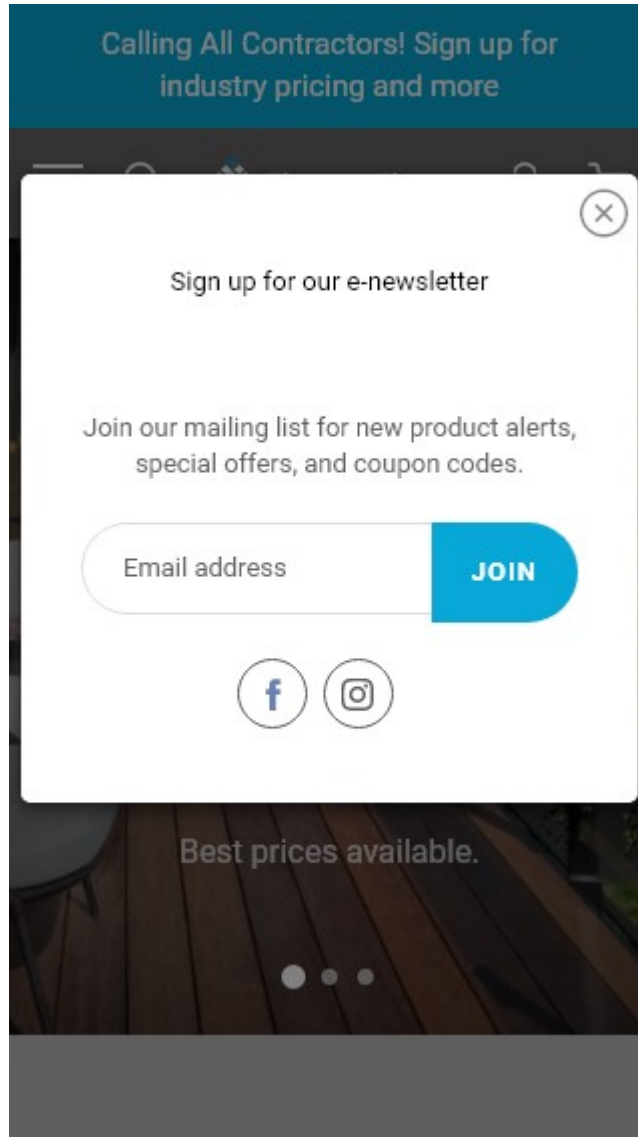 Calling All Contractors! Sign up for
industry pricing and more
Sign up for our e-newsletter
Join our mailing list for new product alerts,
special offers, and coupon codes.
Email address
JOIN
Best prices available.